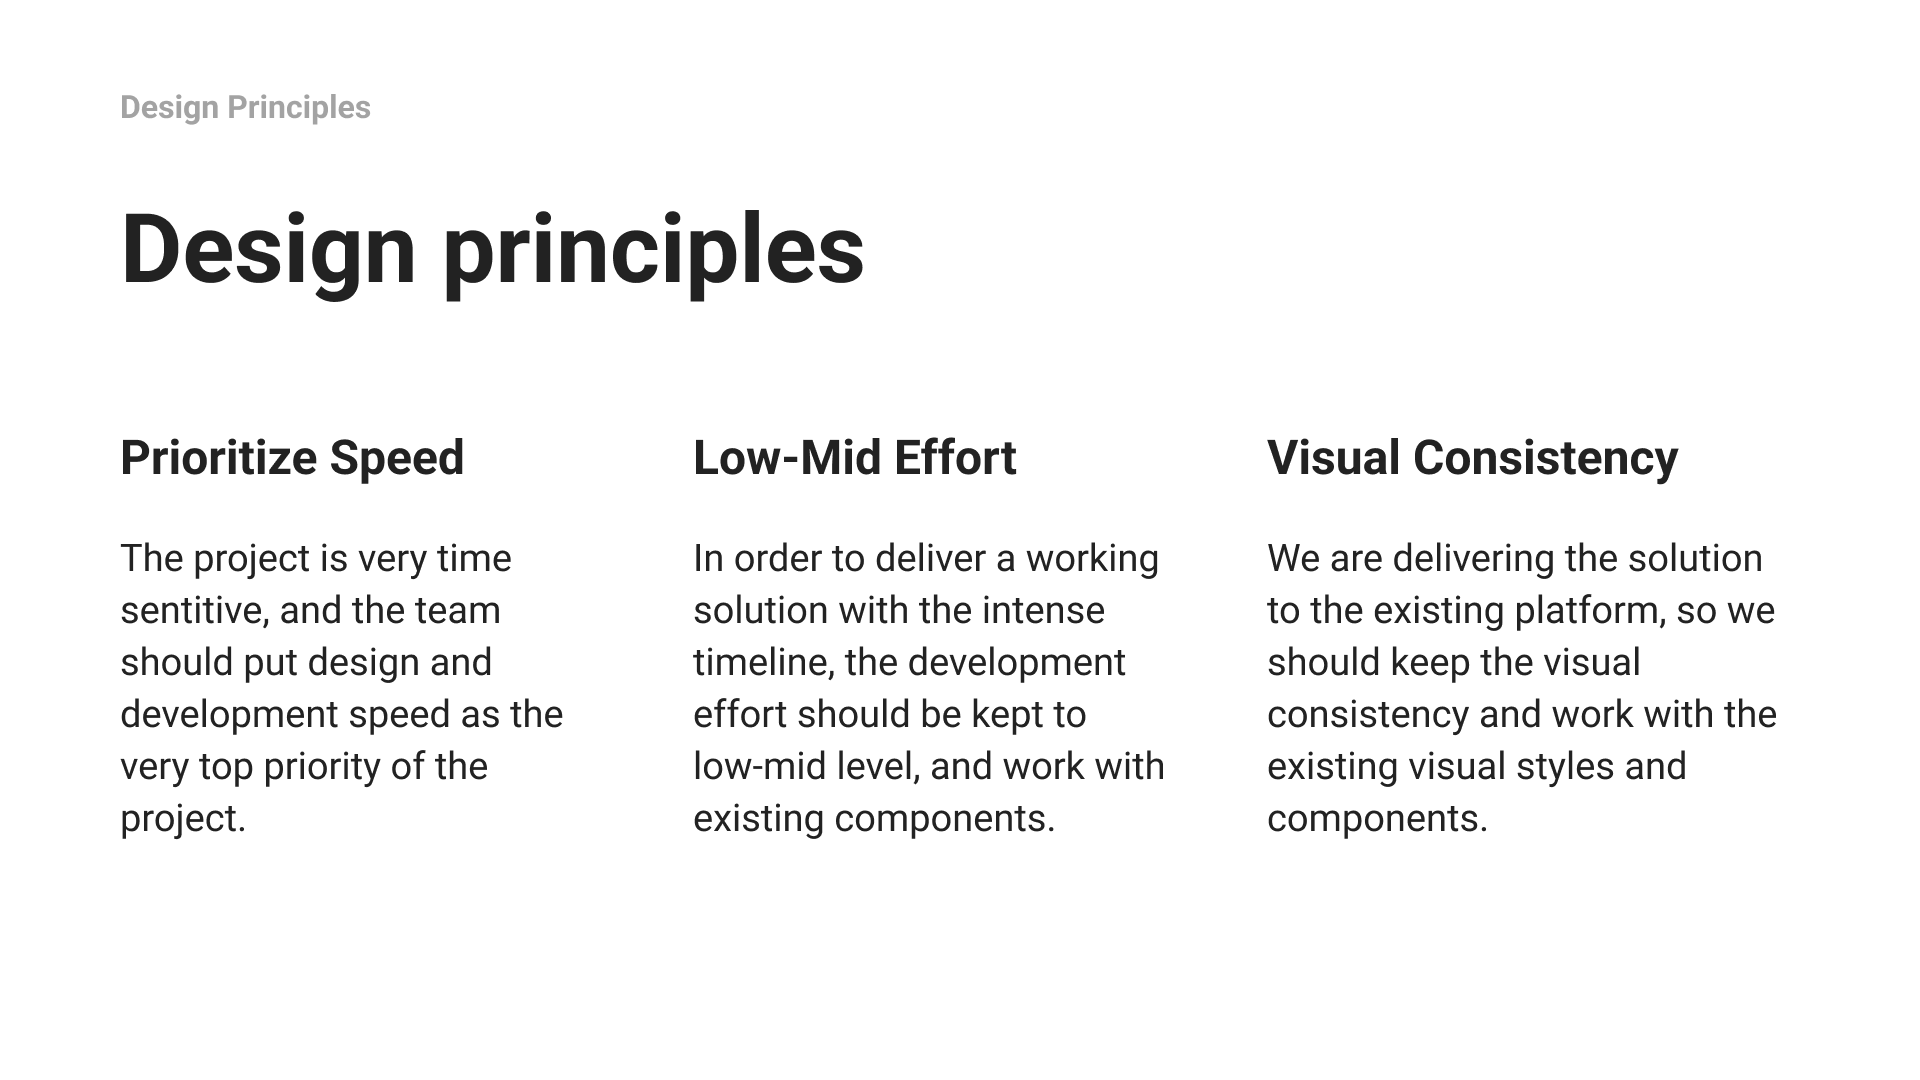 Design Principles
Design principles
Prioritize Speed
The project is very time
sentitive, and the team
should put design and
development speed as the
very top priority of the
project.
Low-Mid Effort
In order to deliver a working
solution with the intense
timeline, the development
effort should be kept to
low-mid level, and work with
existing components.
Visual Consistency
We are delivering the solution
to the existing platform, so we
should keep the visual
consistency and work with the
existing visual styles and
components.